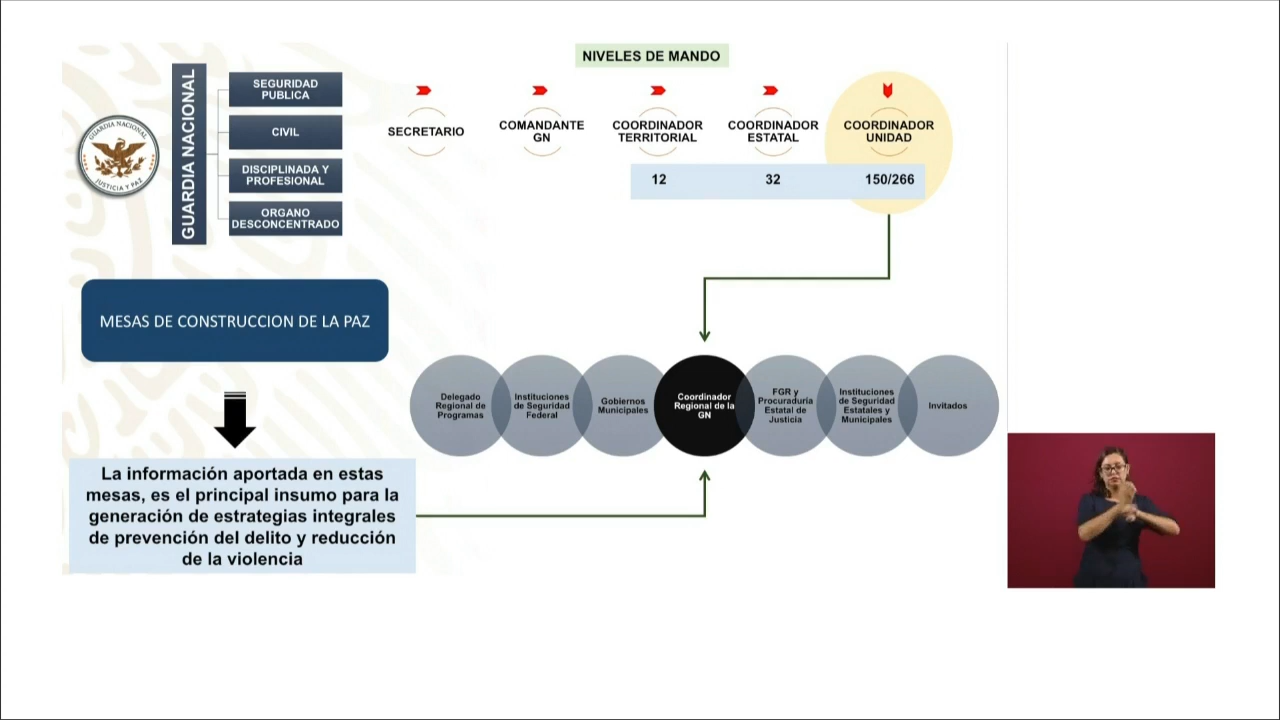 NIVELES DE MANDO
GUARDIA NACIONAL
JUSTICIA Y PAZ
GUARDIA NACIONAL
SEGURIDAD
PUBLICA
CIVIL
DISCIPLINADA Y
PROFESIONAL
ORGANO
DESCONCENTRADO
SECRETARIO
COMANDANTE
GN
COORDINADOR
TERRITORIAL
COORDINADOR
ESTATAL
COORDINADOR
UNIDAD
12
32
150/266
MESAS DE CONSTRUCCION DE LA PAZ
Delegado
Regional de
Programas
Instituciones
de Seguridad
Federal
Gobiernos
Municipales
Coordinador
Regional de la
GN
FGR y
Procuraduría
Estatal de
Justicia
Instituciones
de Seguridad
Estatales y
Municipales
Invitados
La información aportada en estas
mesas, es el principal insumo para la
generación de estrategias integrales
de prevención del delito y reducción
de la violencia